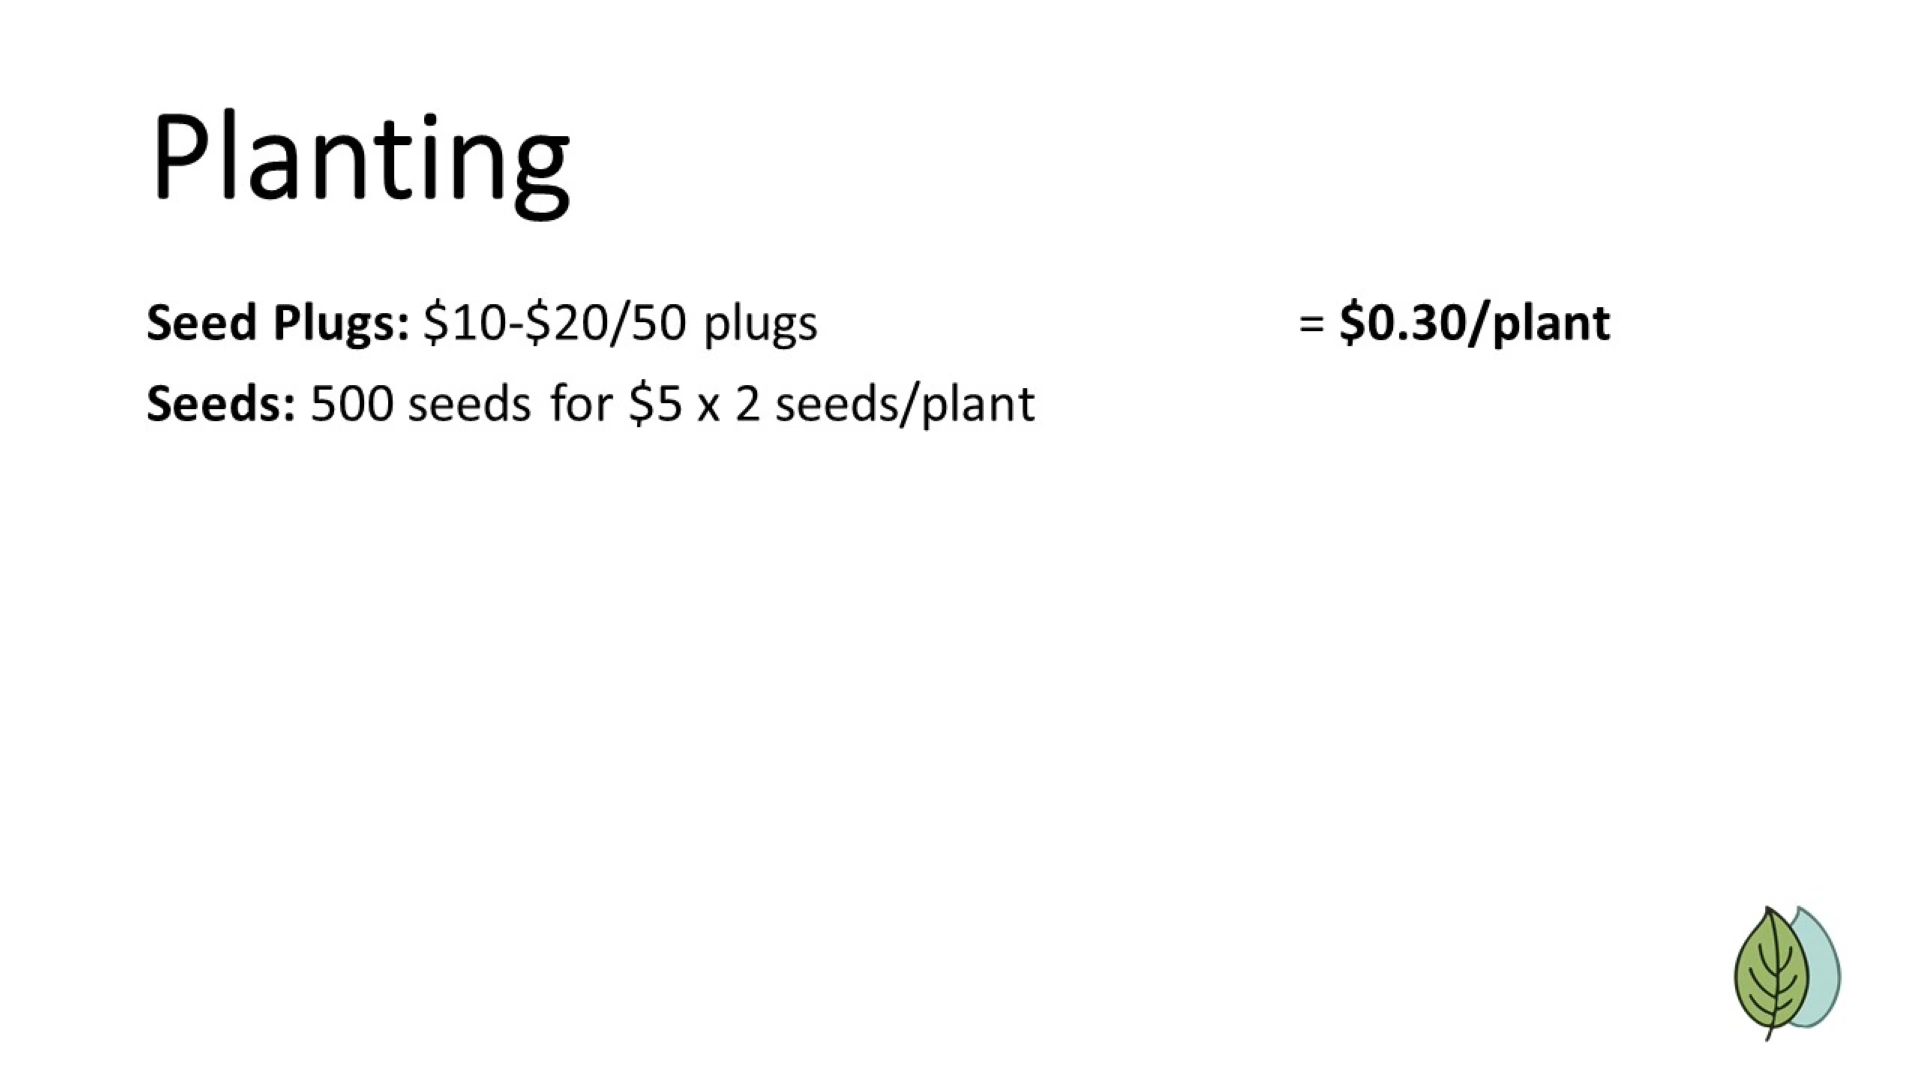 Planting
Seed Plugs: $10-$20/50 plugs = $0.30/plant
Seeds: 500 seeds for $5 x 2 seeds/plant